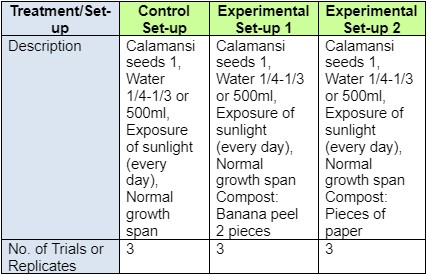 Treatment/Set-
up
Control
Set-up
Experimental
Set-up 1
Experimental
Set-up 2
Description
Calamansi
seeds 1,
Water
1/4-1/3 or
500ml,
Exposure
of sunlight
(every
day),
Normal
growth
span
Calamansi
seeds 1,
Water 1/4-1/3
or 500ml,
Exposure of
sunlight
(every day),
Normal
growth span
Compost:
Banana peel
2 pieces
Calamansi
seeds 1,
Water 1/4-1/3
or 500ml,
Exposure of
sunlight
(every day),
Normal
growth span
Compost:
Pieces of
paper
No. of Trials or
Replicates
3
3
3